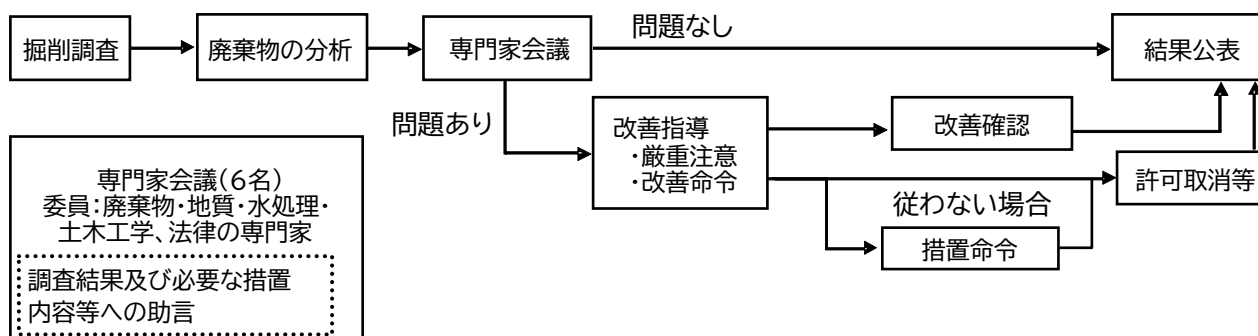 掘削調査
廃棄物の分析
専門家会議
問題なし
結果公表
問題あり
改善指導
・厳重注意
・改善命令
改善確認
許可取消等
従わない場合
措置命令
専門家会議(6名)
委員:廃棄物・地質・水処理・
土木工学、法律の専門家
調査結果及び必要な措置
内容等への助言